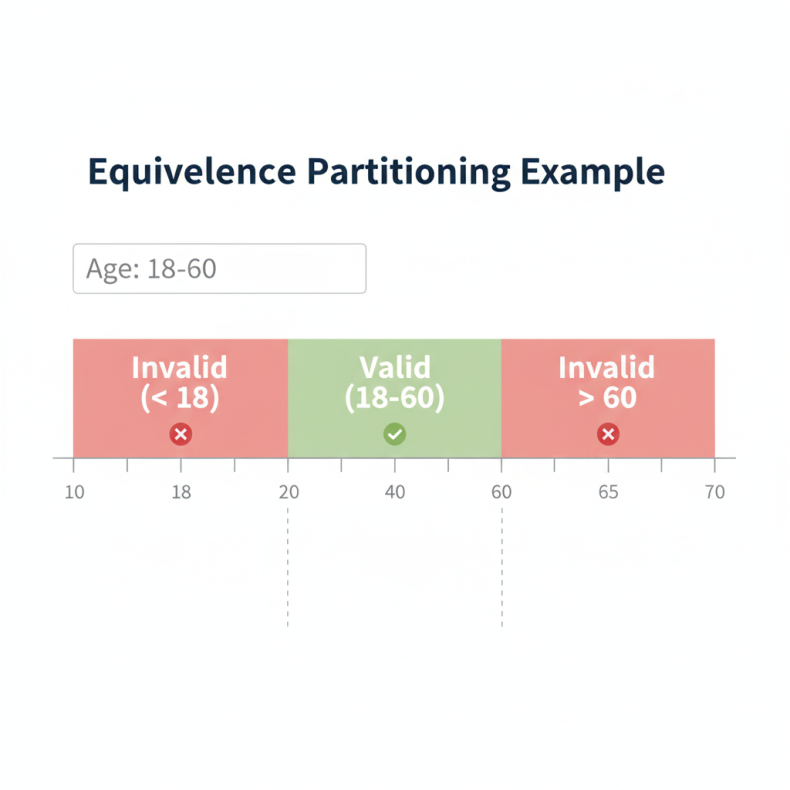 Equivelence Partitioning Example
Age: 18-60
Invalid
(< 18)
Valid
(18-60)
Invalid
> 60
10 18 20 40 60 65 70